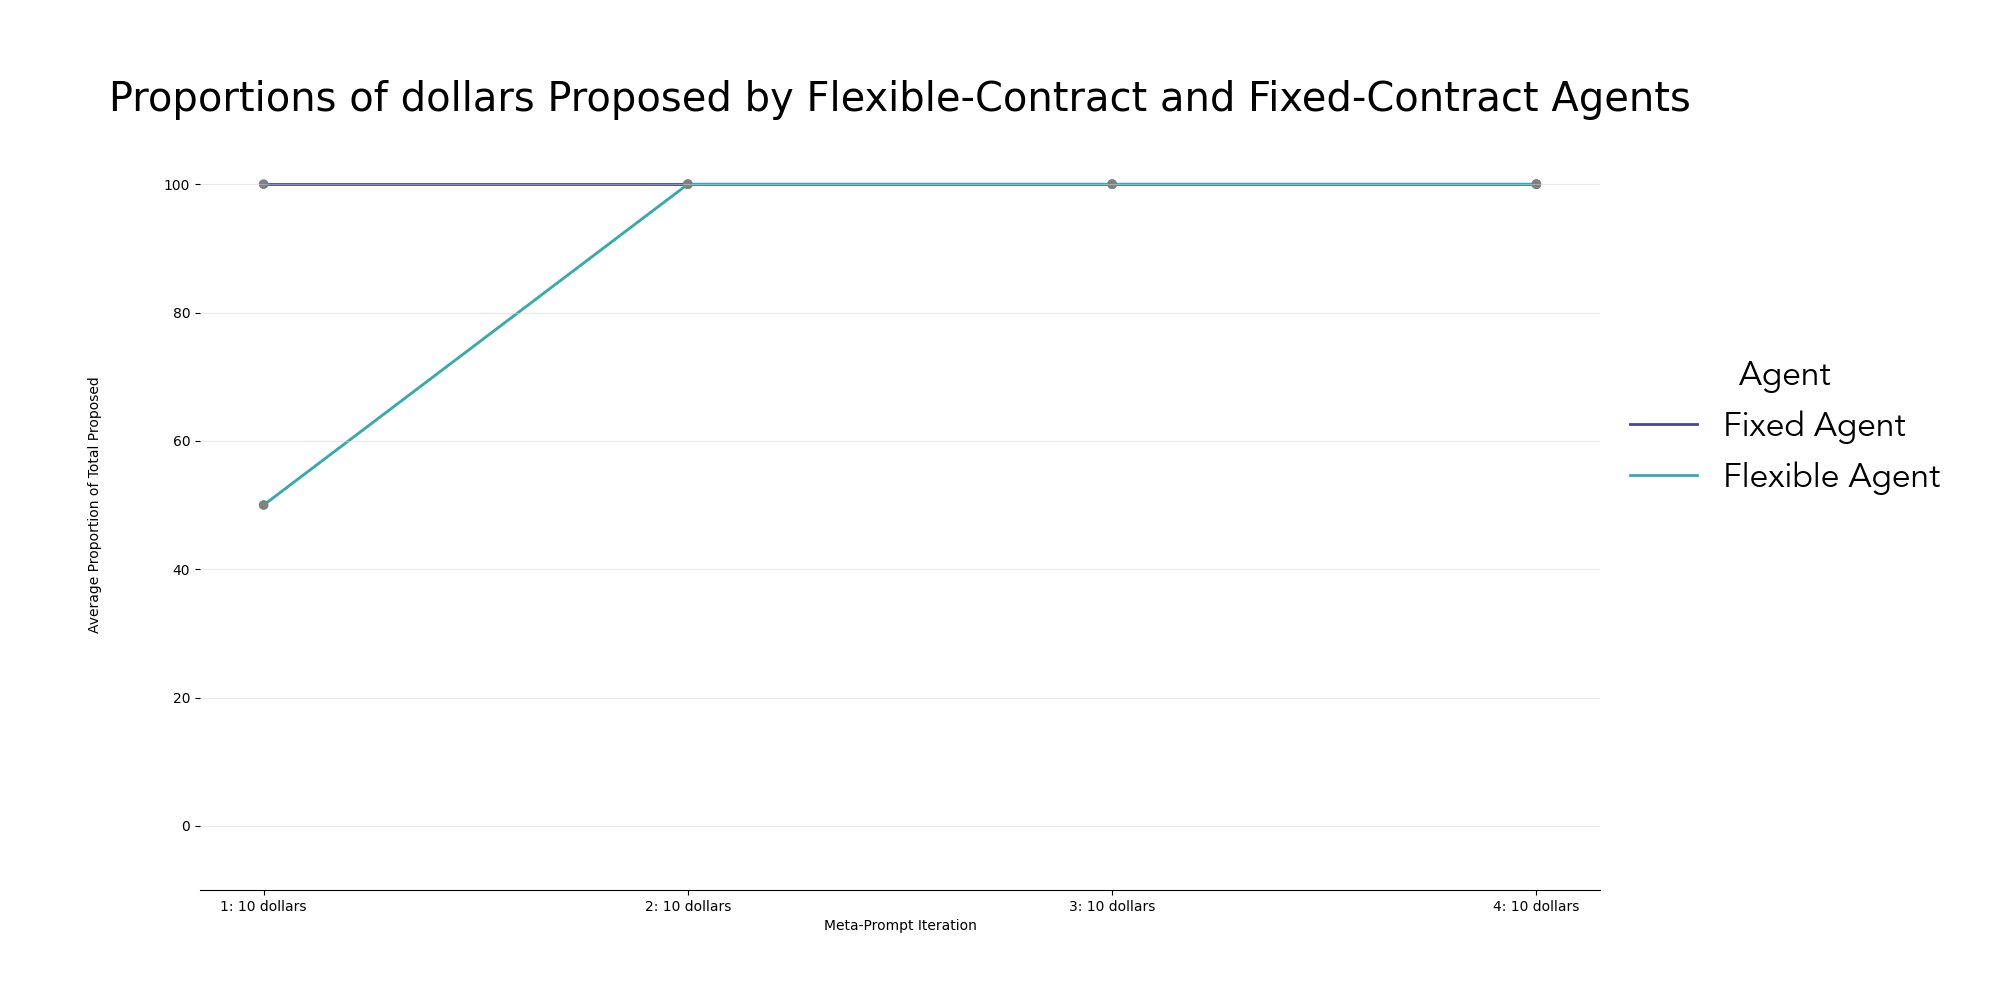 Proportions of dollars Proposed by Flexible-Contract and Fixed-Contract Agents
Average Proportion of Total Proposed
100
80
60
40
20
0
1: 10 dollars
2: 10 dollars
3: 10 dollars
4: 10 dollars
Meta-Prompt Iteration
Agent
Fixed Agent
Flexible Agent